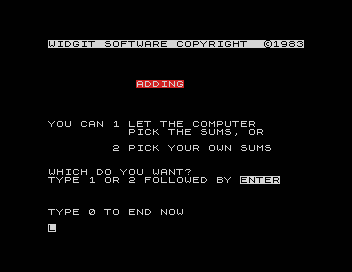 WIDGIT SOFTWARE COPYRIGHT ©1983
ADDING
YOU CAN 1 LET THE COMPUTER
PICK THE SUMS, OR
2 PICK YOUR OWN SUMS
WHICH DO YOU WANT?
TYPE 1 OR 2 FOLLOWED BY ENTER
TYPE 0 TO END NOW
L